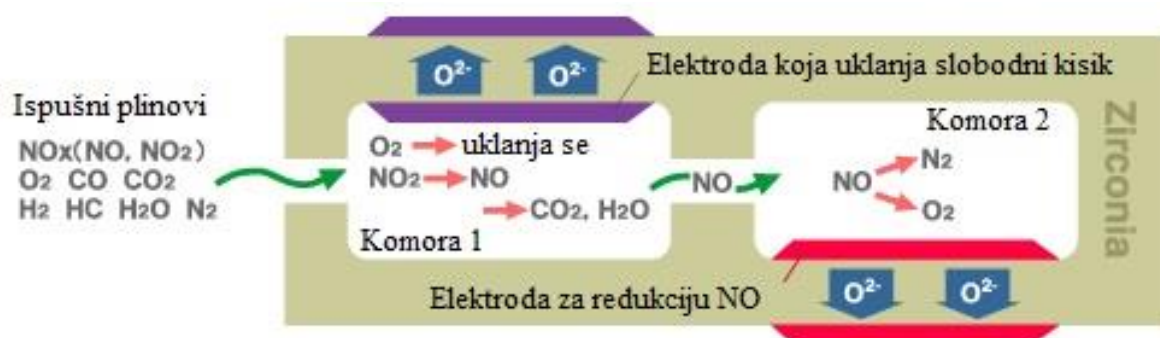 Ispušni plinovi
NOx(NO, NO₂)
O₂ CO CO₂
H₂ HC H₂O N₂
O²⁻ O²⁻
Elektroda koja uklanja slobodni kisik
O₂ uklanja se
NO₂ NO
CO₂, H₂O
Komora 1
NO
Komora 2
NO
N₂
O₂
Zirconia
Elektroda za redukciju NO
O²⁻ O²⁻